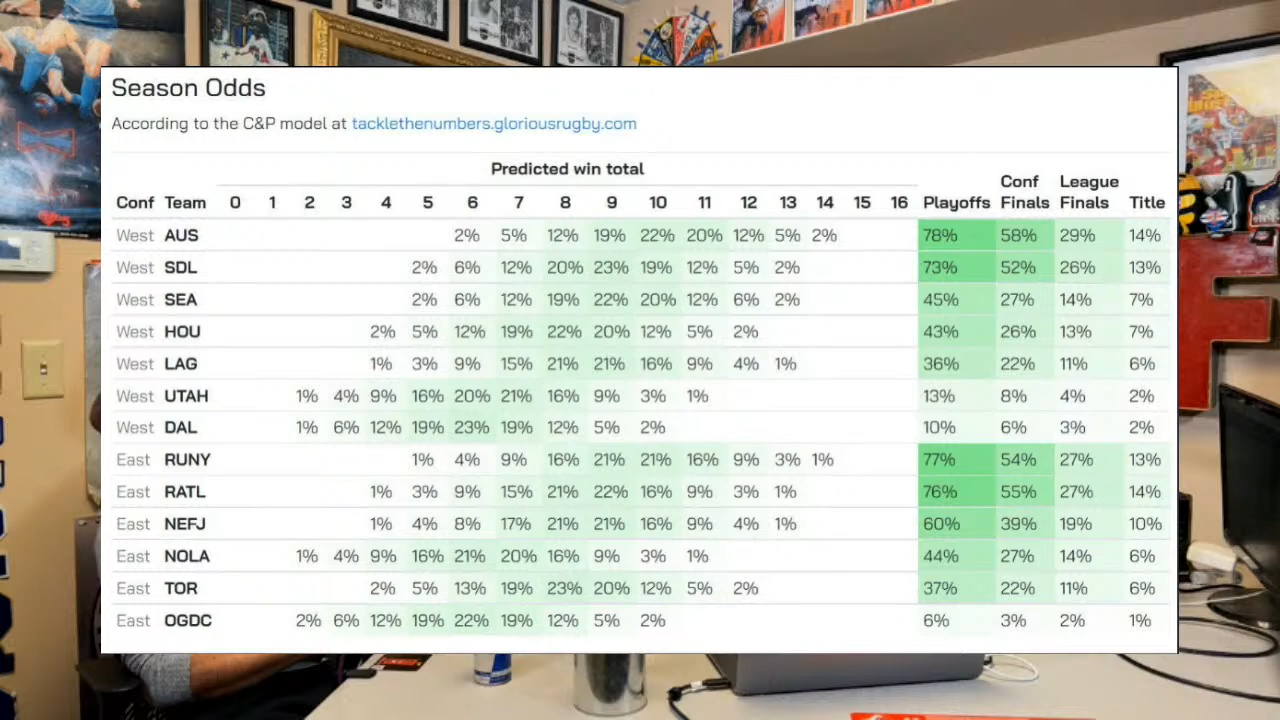 Season Odds
According to the C&P model at tacklethenumbers.gloriousrugby.com
Predicted win total
Conf Team 0 1 2 3 4 5 6 7 8 9 10 11 12 13 14 15 16 Playoffs Conf Finals League Finals Title
West AUS 2% 5% 12% 19% 22% 20% 12% 5% 2% 78% 58% 29% 14%
West SDL 2% 6% 12% 20% 23% 19% 12% 5% 2% 73% 52% 26% 13%
West SEA 2% 6% 12% 19% 22% 20% 12% 6% 2% 45% 27% 14% 7%
West HOU 2% 5% 12% 19% 22% 20% 12% 5% 2% 43% 26% 13% 7%
West LAG 1% 3% 9% 15% 21% 21% 16% 9% 4% 1% 36% 22% 11% 6%
West UTAH 1% 4% 9% 16% 20% 21% 16% 9% 3% 1% 13% 8% 4% 2%
West DAL 1% 6% 12% 19% 23% 19% 12% 5% 2% 10% 6% 3% 2%
East RUNY 1% 4% 9% 16% 21% 21% 16% 9% 3% 1% 77% 54% 27% 13%
East RATL 1% 3% 9% 15% 21% 22% 16% 9% 3% 1% 76% 55% 27% 14%
East NEFJ 1% 4% 8% 17% 21% 21% 16% 9% 4% 1% 60% 39% 19% 10%
East NOLA 1% 4% 9% 16% 21% 20% 16% 9% 3% 1% 44% 27% 14% 6%
East TOR 2% 5% 13% 19% 23% 20% 12% 5% 2% 37% 22% 11% 6%
East OGDC 2% 6% 12% 19% 22% 19% 12% 5% 2% 6% 3% 2% 1%